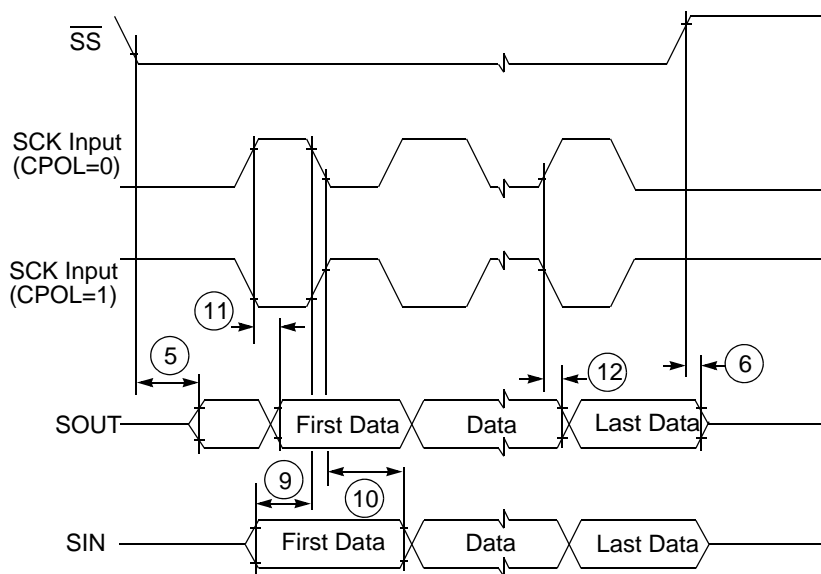 SS
SCK Input
(CPOL=0)
SCK Input
(CPOL=1)
11
5
12
6
SOUT
First Data
Data
Last Data
9
10
SIN
First Data
Data
Last Data